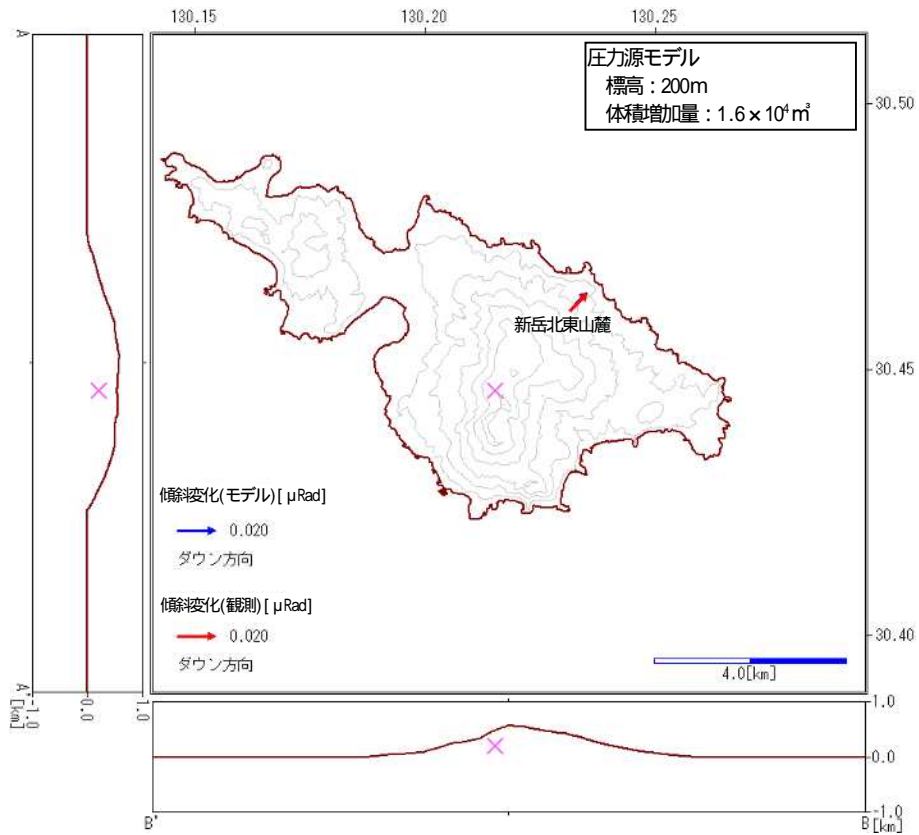 130.15 130.20 130.25
圧力源モデル
標高：200m
体積増加量：1.6×10⁴㎥
30.50
新岳北東山麓
30.45
傾斜変化(モデル)[μRad]
0.020
ダウン方向
傾斜変化(観測)[μRad]
0.020
ダウン方向
30.40
4.0[km]
A
A'
-1.0 0.0 1.0
[km]
1.0
0.0
-1.0
B' B [km]